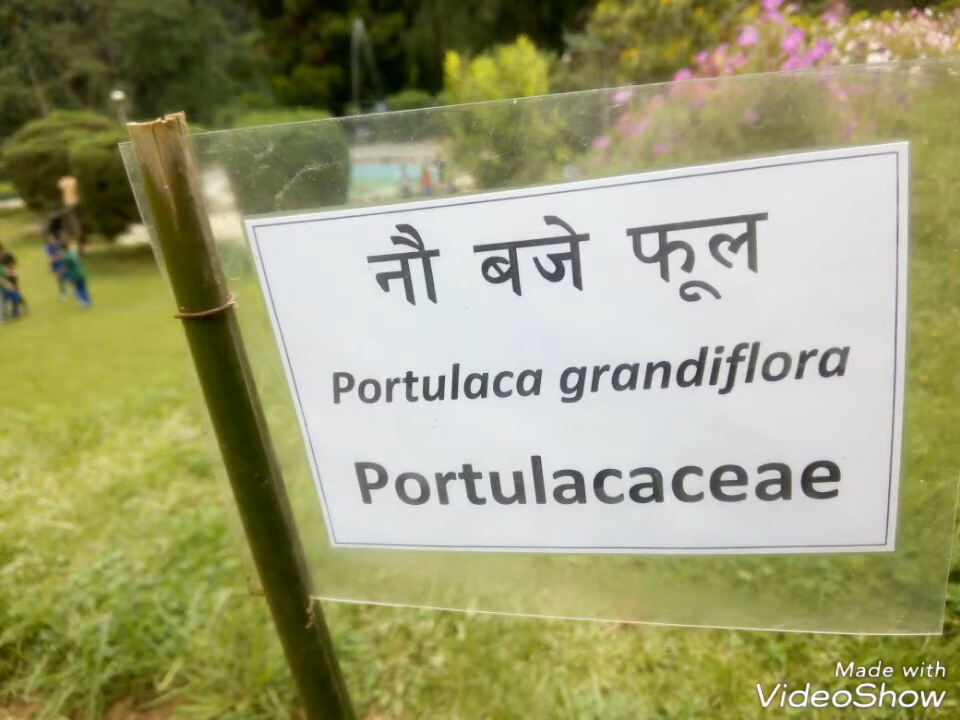 नौ बजे फूल
Portulaca grandiflora
Portulacaceae
Made with
VideoShow